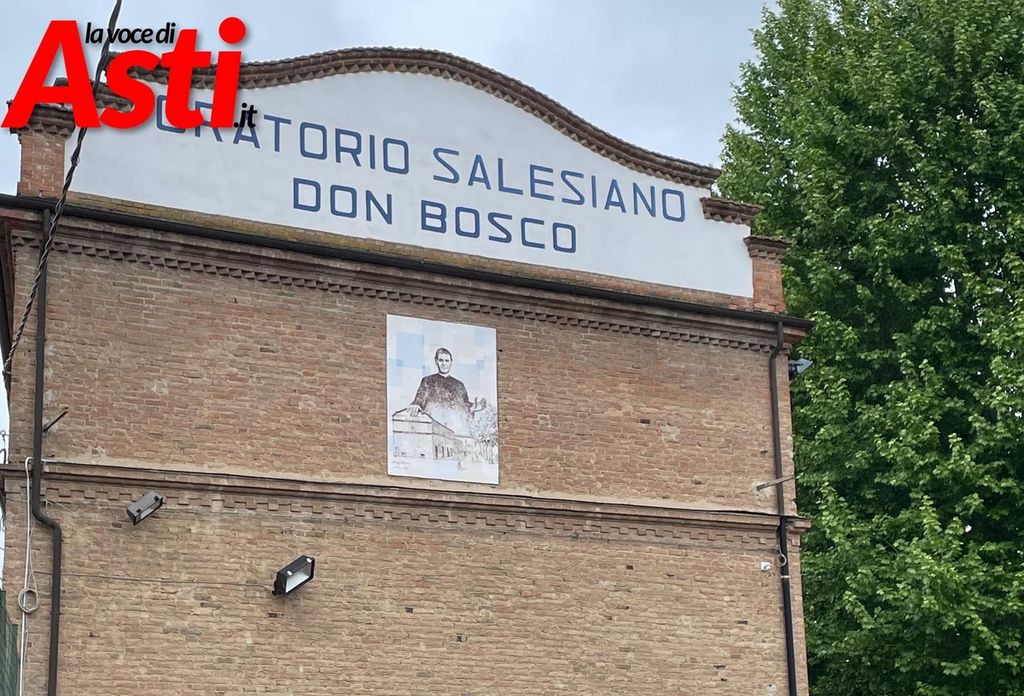 la voce di
Asti
.it
ORATORIO SALESIANO
DON BOSCO